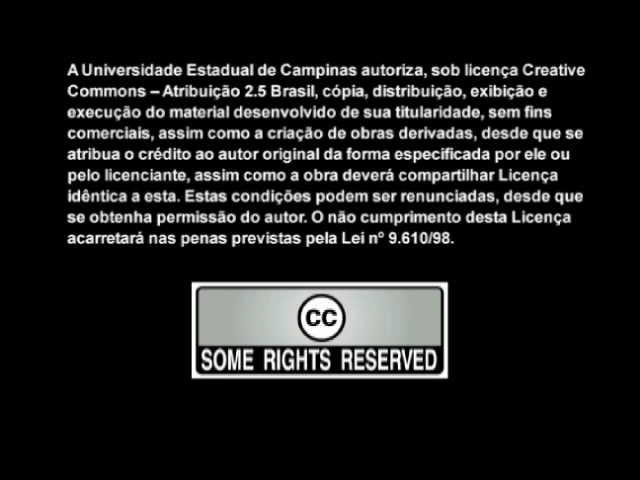 A Universidade Estadual de Campinas autoriza, sob licença Creative
Commons – Atribuição 2.5 Brasil, cópia, distribuição, exibição e
execução do material desenvolvido de sua titularidade, sem fins
comerciais, assim como a criação de obras derivadas, desde que se
atribua o crédito ao autor original da forma especificada por ele ou
pelo licenciante, assim como a obra deverá compartilhar Licença
idêntica a esta. Estas condições podem ser renunciadas, desde que
se obtenha permissão do autor. O não cumprimento desta Licença
acarretará nas penas previstas pela Lei nº 9.610/98.
CC
SOME RIGHTS RESERVED